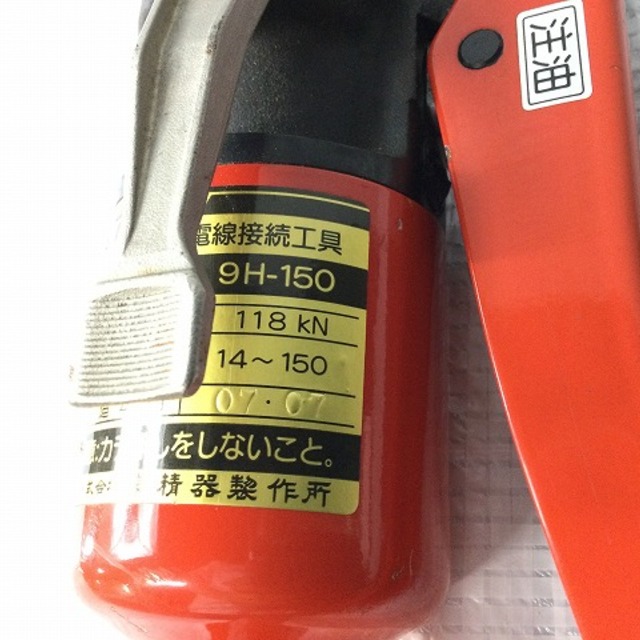 注油
電線接続工具
9H-150
118 kN
14～150
07・07
をしないこと。
精器製作所